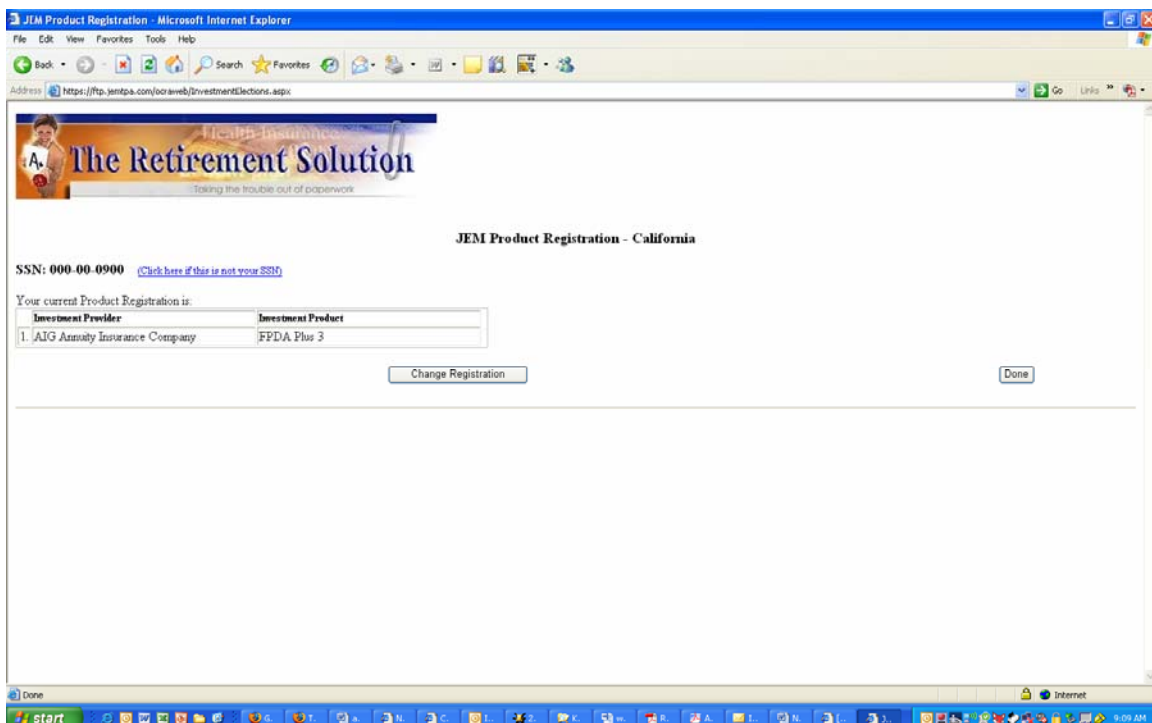 JEM Product Registration - Microsoft Internet Explorer
File Edit View Favorites Tools Help
Back Search Favorites
Address https://ftp.jemtpa.com/ocraweb/InvestmentElections.aspx Go Links »
Health Insurance
A+
The Retirement Solution
Taking the trouble out of paperwork
JEM Product Registration - California
SSN: 000-00-0900 (Click here if this is not your SSN)
Your current Product Registration is:
Investment Provider Investment Product
1. AIG Annuity Insurance Company FPDA Plus 3
Change Registration Done
Done Internet
start G. T. a. N. C. I.. 2. K. w. R. A. I.. N. [.. J.. 9:09 AM